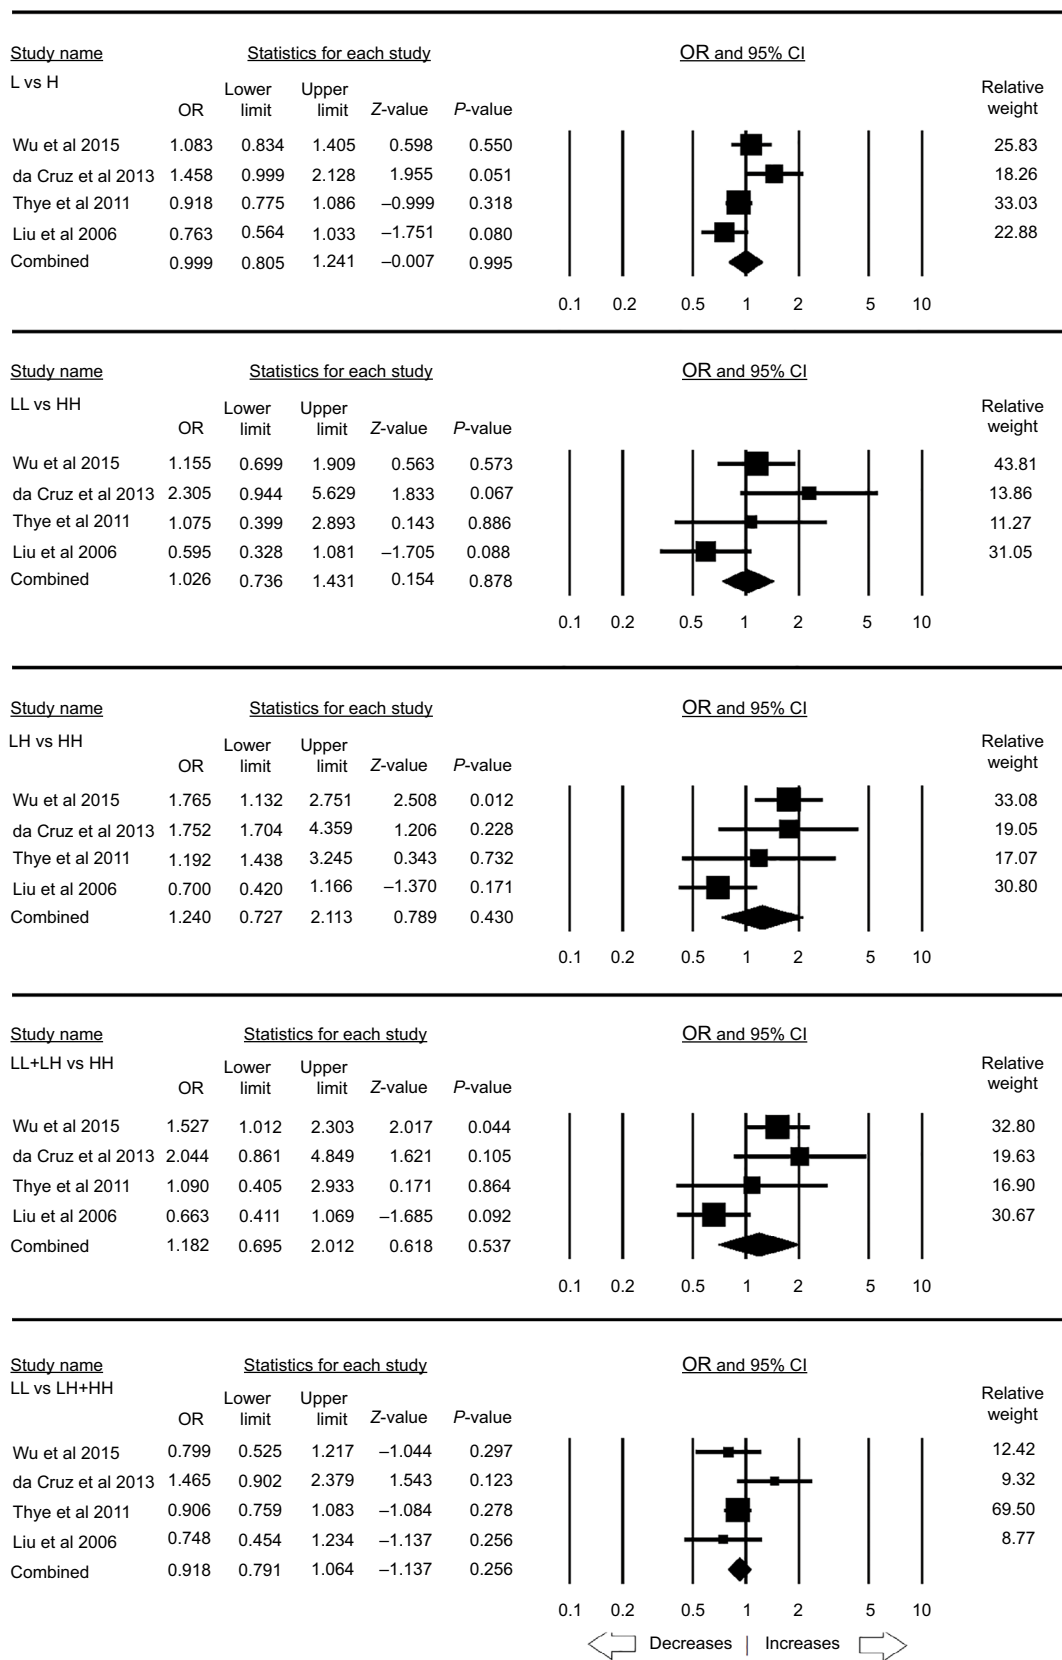 Study name Statistics for each study OR and 95% CI
L vs H
OR Lower limit Upper limit Z-value P-value Relative weight
Wu et al 2015 1.083 0.834 1.405 0.598 0.550 25.83
da Cruz et al 2013 1.458 0.999 2.128 1.955 0.051 18.26
Thye et al 2011 0.918 0.775 1.086 –0.999 0.318 33.03
Liu et al 2006 0.763 0.564 1.033 –1.751 0.080 22.88
Combined 0.999 0.805 1.241 –0.007 0.995
0.1 0.2 0.5 1 2 5 10
Study name Statistics for each study OR and 95% CI
LL vs HH
OR Lower limit Upper limit Z-value P-value Relative weight
Wu et al 2015 1.155 0.699 1.909 0.563 0.573 43.81
da Cruz et al 2013 2.305 0.944 5.629 1.833 0.067 13.86
Thye et al 2011 1.075 0.399 2.893 0.143 0.886 11.27
Liu et al 2006 0.595 0.328 1.081 –1.705 0.088 31.05
Combined 1.026 0.736 1.431 0.154 0.878
0.1 0.2 0.5 1 2 5 10
Study name Statistics for each study OR and 95% CI
LH vs HH
OR Lower limit Upper limit Z-value P-value Relative weight
Wu et al 2015 1.765 1.132 2.751 2.508 0.012 33.08
da Cruz et al 2013 1.752 1.704 4.359 1.206 0.228 19.05
Thye et al 2011 1.192 1.438 3.245 0.343 0.732 17.07
Liu et al 2006 0.700 0.420 1.166 –1.370 0.171 30.80
Combined 1.240 0.727 2.113 0.789 0.430
0.1 0.2 0.5 1 2 5 10
Study name Statistics for each study OR and 95% CI
LL+LH vs HH
OR Lower limit Upper limit Z-value P-value Relative weight
Wu et al 2015 1.527 1.012 2.303 2.017 0.044 32.80
da Cruz et al 2013 2.044 0.861 4.849 1.621 0.105 19.63
Thye et al 2011 1.090 0.405 2.933 0.171 0.864 16.90
Liu et al 2006 0.663 0.411 1.069 –1.685 0.092 30.67
Combined 1.182 0.695 2.012 0.618 0.537
0.1 0.2 0.5 1 2 5 10
Study name Statistics for each study OR and 95% CI
LL vs LH+HH
OR Lower limit Upper limit Z-value P-value Relative weight
Wu et al 2015 0.799 0.525 1.217 –1.044 0.297 12.42
da Cruz et al 2013 1.465 0.902 2.379 1.543 0.123 9.32
Thye et al 2011 0.906 0.759 1.083 –1.084 0.278 69.50
Liu et al 2006 0.748 0.454 1.234 –1.137 0.256 8.77
Combined 0.918 0.791 1.064 –1.137 0.256
0.1 0.2 0.5 1 2 5 10
Decreases Increases